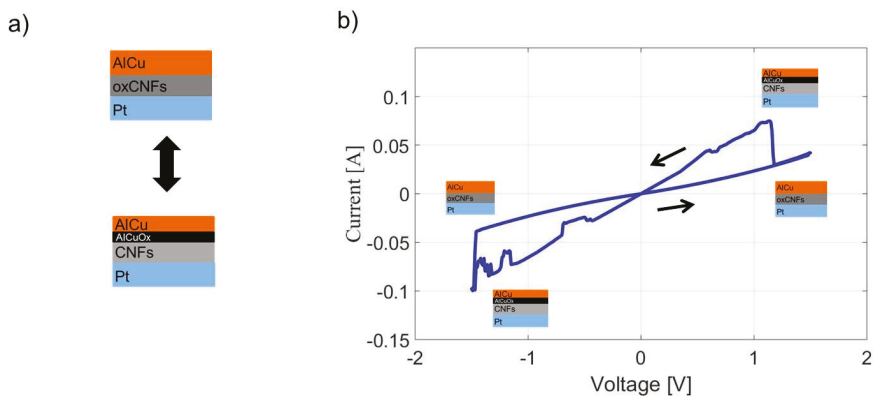 a)
AlCu
oxCNFs
Pt
AlCu
AlCuOx
CNFs
Pt
b)
0.1
0.05
0
-0.05
-0.1
-0.15
Current [A]
-2
-1
0
1
2
Voltage [V]
AlCu
AlCuOx
CNFs
Pt
AlCu
oxCNFs
Pt
AlCu
oxCNFs
Pt
AlCu
AlCuOx
CNFs
Pt